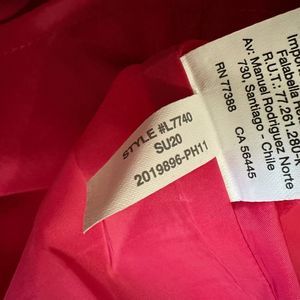 STYLE #L7740
SU20
2019896-PH11
Falabella
R.U.T.: 77.261.280-K
Av. Manuel Rodriguez Norte
730, Santiago - Chile
RN 77388
CA 56445